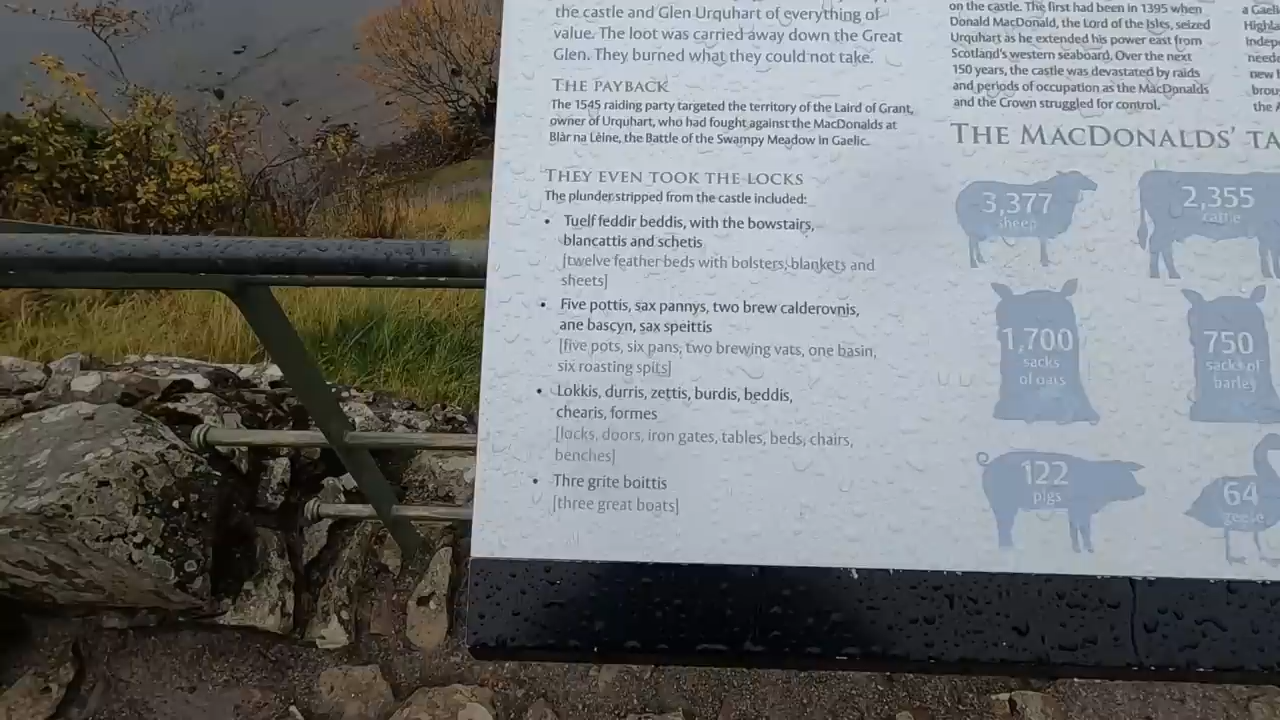 the castle and Glen Urquhart of everything of
value. The loot was carried away down the Great
Glen. They burned what they could not take.
THE PAYBACK
The 1545 raiding party targeted the territory of the Laird of Grant,
owner of Urquhart, who had fought against the MacDonalds at
Blàr na Léine, the Battle of the Swampy Meadow in Gaelic.
THEY EVEN TOOK THE LOCKS
The plunder stripped from the castle included:
• Tuelf feddir beddis, with the bowstairs,
blancattis and schetis
[twelve feather beds with bolsters, blankets and
sheets]
• Five pottis, sax pannys, two brew calderovnis,
ane bascyn, sax speittis
[five pots, six pans, two brewing vats, one basin,
six roasting spits]
• Lokkis, durris, zettis, burdis, beddis,
chearis, formes
[locks, doors, iron gates, tables, beds, chairs,
benches]
• Thre grite boittis
[three great boats]
on the castle. The first had been in 1395 when
Donald MacDonald, the Lord of the Isles, seized
Urquhart as he extended his power east from
Scotland's western seaboard. Over the next
150 years, the castle was devastated by raids
and periods of occupation as the MacDonalds
and the Crown struggled for control.
THE MACDONALDS' TA
3,377
sheep
2,355
cattle
1,700
sacks
of oats
750
sacks of
barley
122
pigs
64
geese
a Gaeli
Highla
Indep
neede
new
brou
the